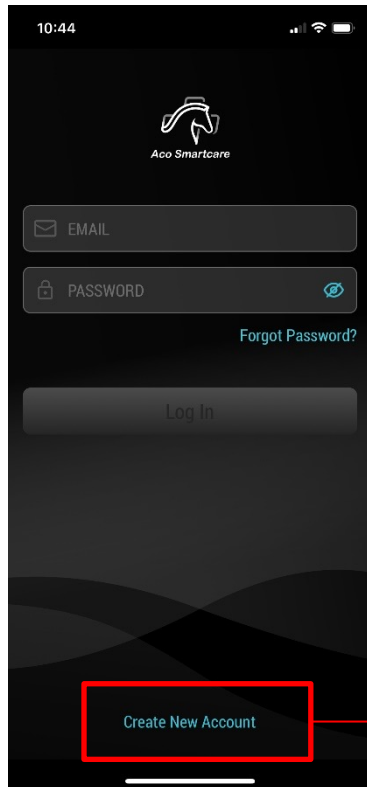 10:44
Aco Smartcare
EMAIL
PASSWORD
Forgot Password?
Log In
Create New Account